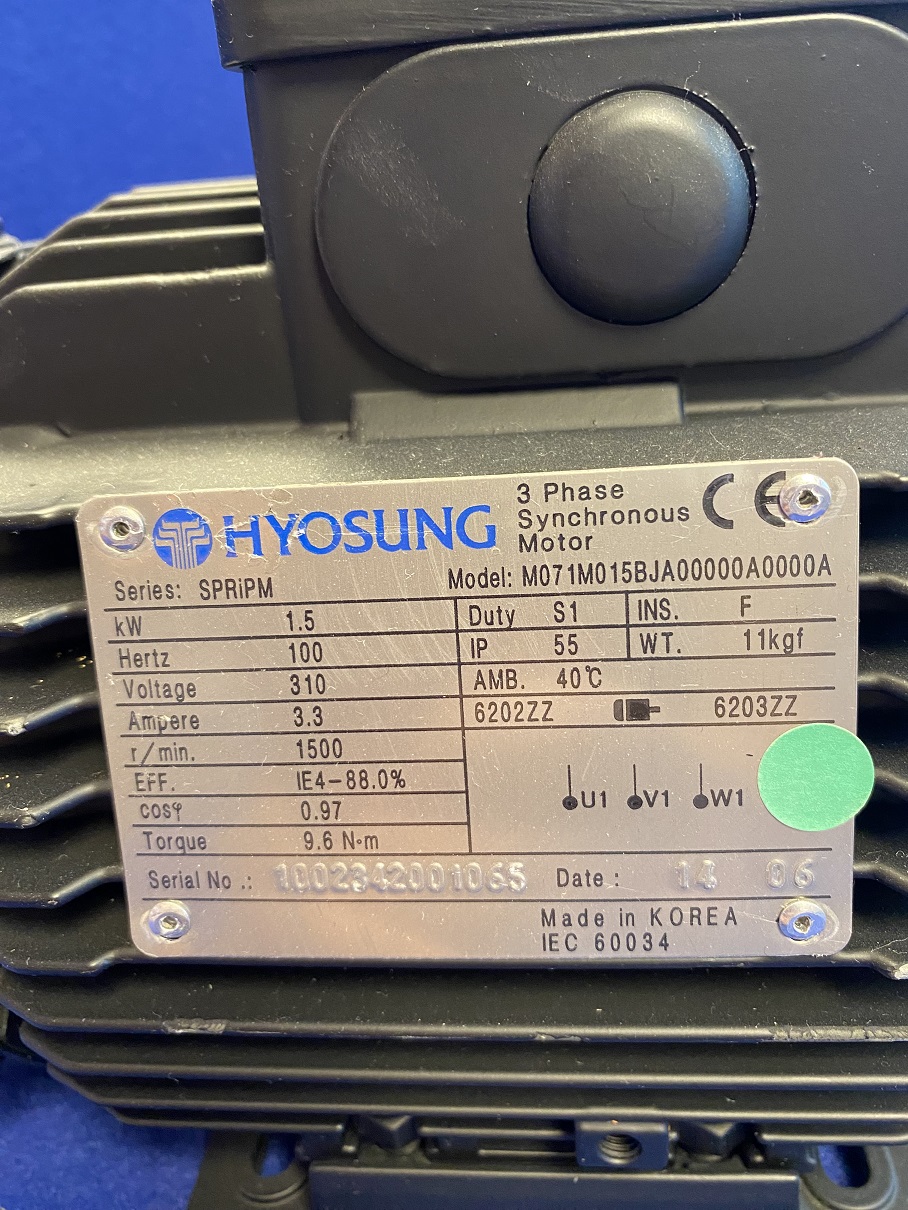 HYOSUNG
3 Phase
Synchronous
Motor
CE
Series: SPRiPM
Model: M071M015BJA00000A0000A
kW 1.5
Duty S1 INS. F
Hertz 100
IP 55 WT. 11kgf
Voltage 310
AMB. 40℃
Ampere 3.3
6202ZZ 6203ZZ
r/min. 1500
EFF. IE4-88.0%
U1 V1 W1
cosφ 0.97
Torque 9.6 N·m
Serial No.: 1002342001065 Date: 14 06
Made in KOREA
IEC 60034